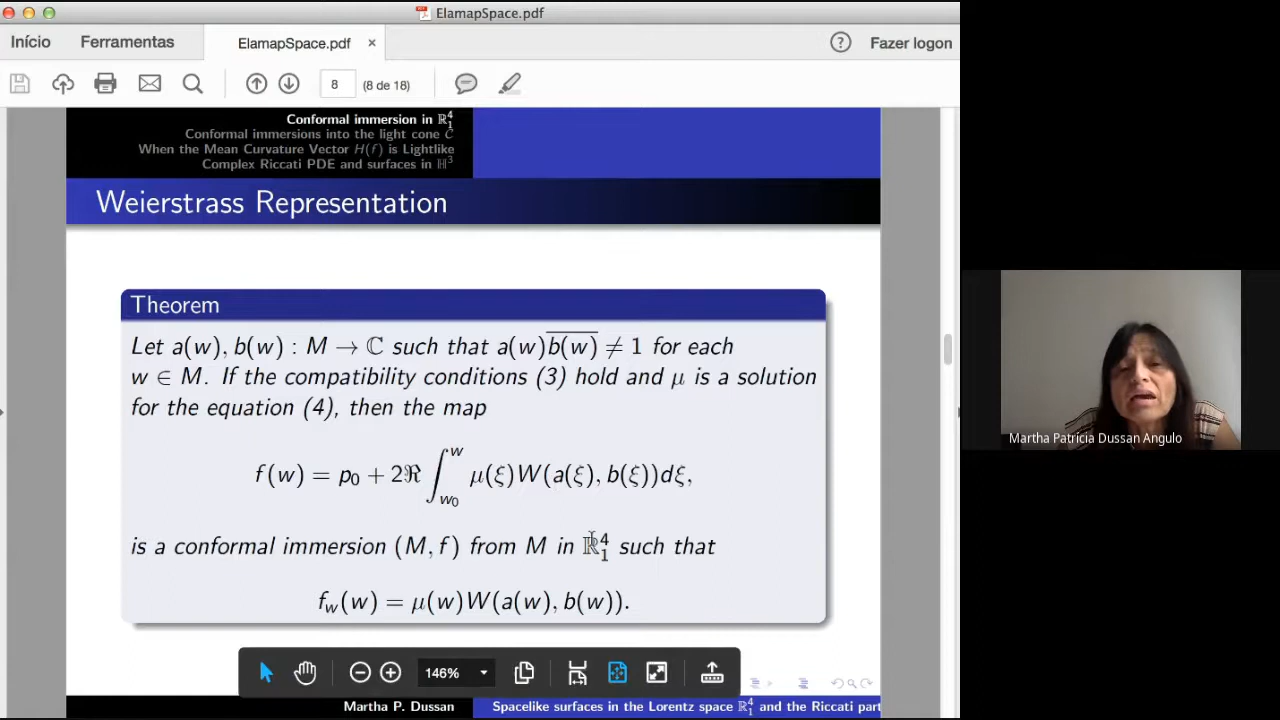 ElamapSpace.pdf
Início Ferramentas ElamapSpace.pdf × ? Fazer logon
8 (8 de 18)
Conformal immersion in ℝ⁴₁
Conformal immersions into the light cone C
When the Mean Curvature Vector H(f) is Lightlike
Complex Riccati PDE and surfaces in ℍ³
Weierstrass Representation
Theorem
Let a(w), b(w) : M → ℂ such that a(w)\overline{b(w)} ≠ 1 for each
w ∈ M. If the compatibility conditions (3) hold and μ is a solution
for the equation (4), then the map
f(w) = p₀ + 2ℜ ∫_{w₀}^{w} μ(ξ)W(a(ξ), b(ξ))dξ,
is a conformal immersion (M, f) from M in ℝ⁴₁ such that
f_w(w) = μ(w)W(a(w), b(w)).
146%
Martha P. Dussan Spacelike surfaces in the Lorentz space ℝ⁴₁ and the Riccati part
Martha Patrícia Dussan Angulo